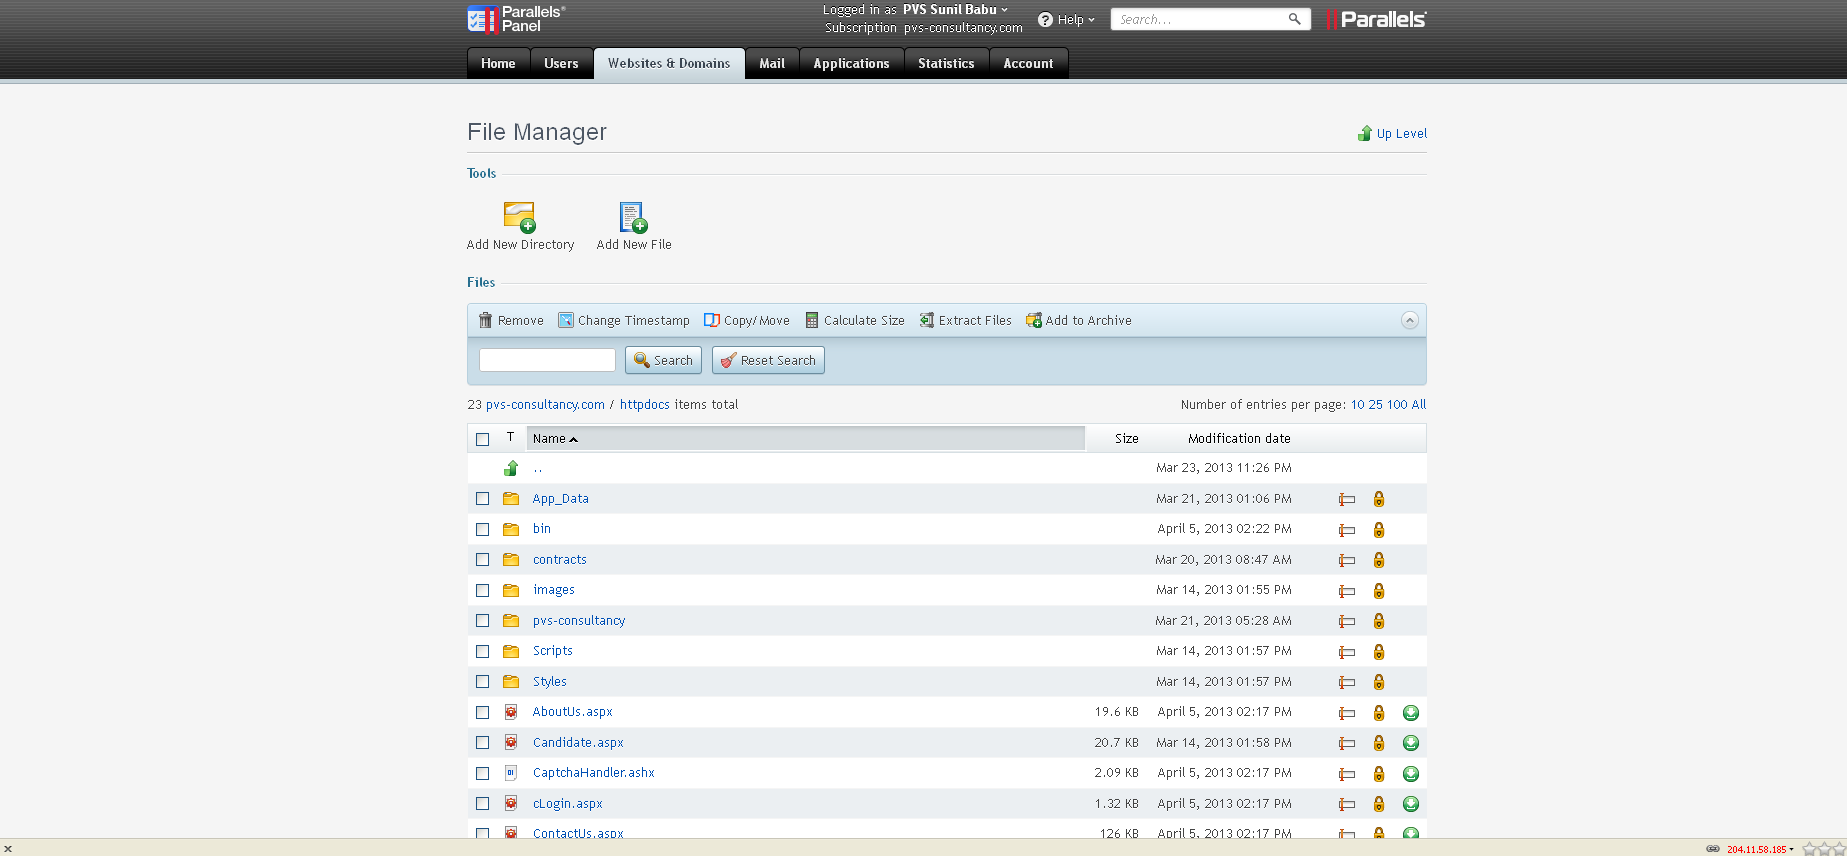 Parallels® Panel
Logged in as PVS Sunil Babu
Subscription pvs-consultancy.com
Help
Search...
Parallels®
Home Users Websites & Domains Mail Applications Statistics Account
File Manager
Up Level
Tools
Add New Directory Add New File
Files
Remove Change Timestamp Copy/Move Calculate Size Extract Files Add to Archive
Search Reset Search
23 pvs-consultancy.com / httpdocs items total Number of entries per page: 10 25 100 All
T Name Size Modification date
.. Mar 23, 2013 11:26 PM
App_Data Mar 21, 2013 01:06 PM
bin April 5, 2013 02:22 PM
contracts Mar 20, 2013 08:47 AM
images Mar 14, 2013 01:55 PM
pvs-consultancy Mar 21, 2013 05:28 AM
Scripts Mar 14, 2013 01:57 PM
Styles Mar 14, 2013 01:57 PM
AboutUs.aspx 19.6 KB April 5, 2013 02:17 PM
Candidate.aspx 20.7 KB Mar 14, 2013 01:58 PM
CaptchaHandler.ashx 2.09 KB April 5, 2013 02:17 PM
cLogin.aspx 1.32 KB April 5, 2013 02:17 PM
ContactUs.aspx 126 KB April 5, 2013 02:17 PM
204.11.58.185